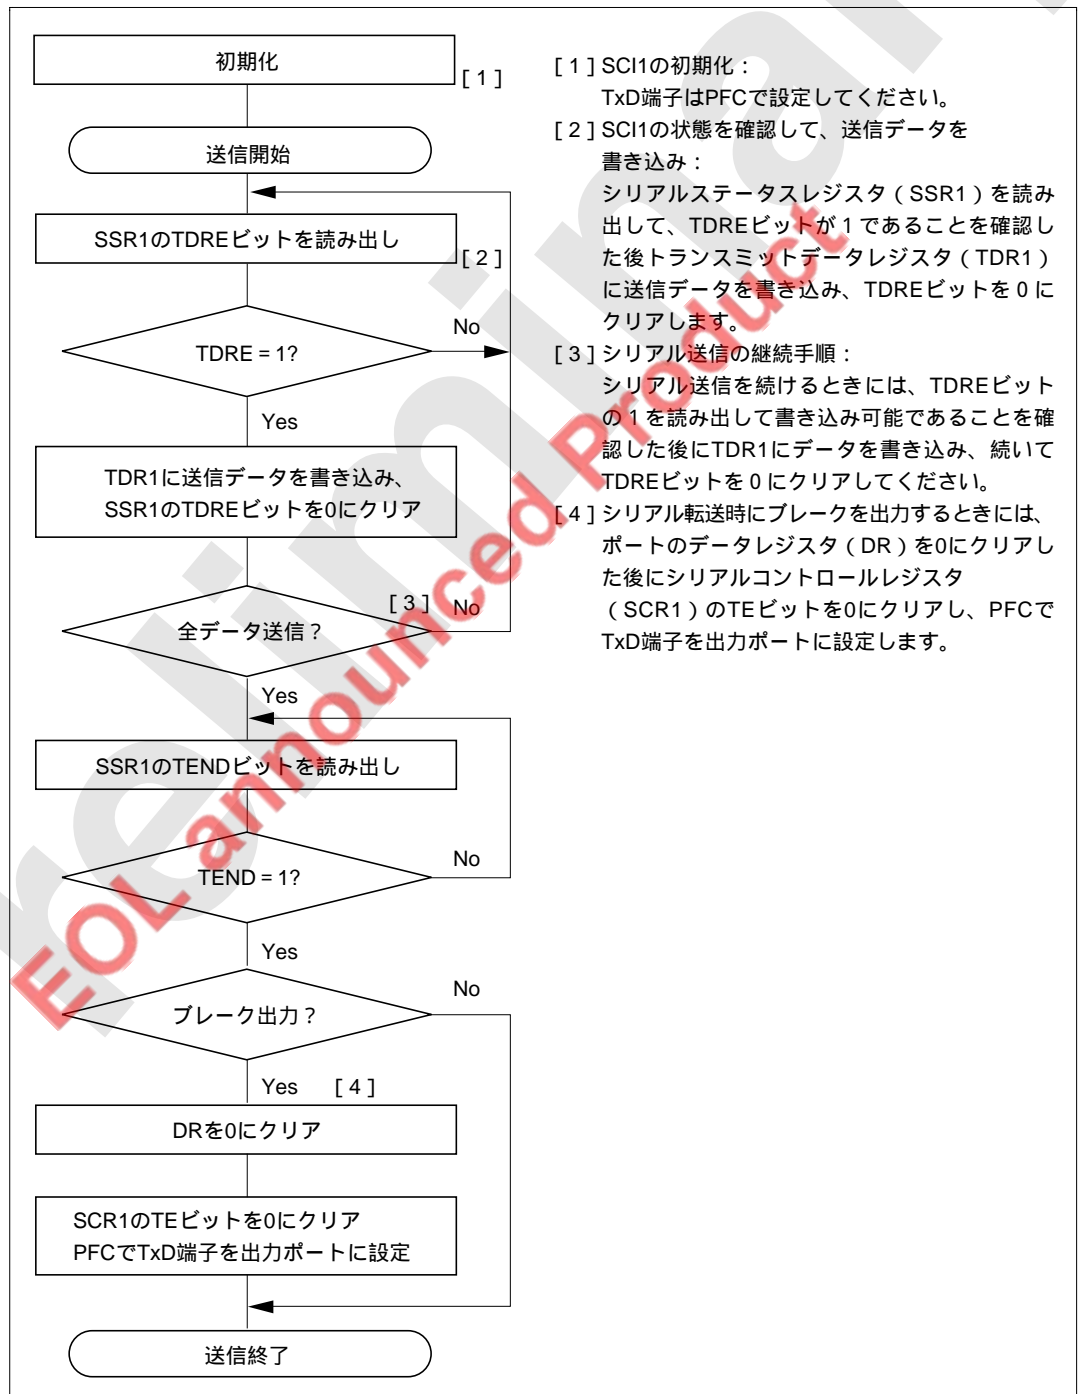 初期化
[1]
送信開始
SSR1のTDREビットを読み出し
[2]
TDRE = 1?
No
Yes
TDR1に送信データを書き込み、
SSR1のTDREビットを0にクリア
[3]
No
全データ送信?
Yes
SSR1のTENDビットを読み出し
TEND = 1?
No
Yes
ブレーク出力?
No
Yes [4]
DRを0にクリア
SCR1のTEビットを0にクリア
PFCでTxD端子を出力ポートに設定
送信終了
[1] SCI1の初期化:
TxD端子はPFCで設定してください。
[2] SCI1の状態を確認して、送信データを
書き込み:
シリアルステータスレジスタ(SSR1)を読み
出して、TDREビットが1であることを確認し
た後トランスミットデータレジスタ(TDR1)
に送信データを書き込み、TDREビットを0に
クリアします。
[3] シリアル送信の継続手順:
シリアル送信を続けるときには、TDREビット
の1を読み出して書き込み可能であることを確
認した後にTDR1にデータを書き込み、続いて
TDREビットを0にクリアしてください。
[4] シリアル転送時にブレークを出力するときには、
ポートのデータレジスタ(DR)を0にクリアし
た後にシリアルコントロールレジスタ
(SCR1)のTEビットを0にクリアし、PFCで
TxD端子を出力ポートに設定します。
EOL announced Product
relimina